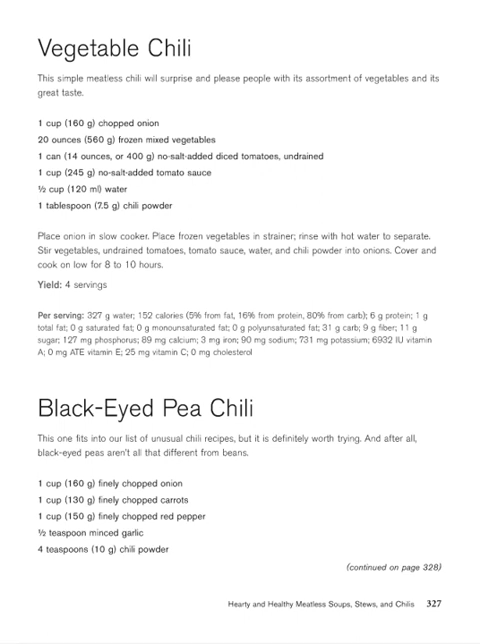 Vegetable Chili
This simple meatless chili will surprise and please people with its assortment of vegetables and its
great taste.
1 cup (160 g) chopped onion
20 ounces (560 g) frozen mixed vegetables
1 can (14 ounces, or 400 g) no-salt-added diced tomatoes, undrained
1 cup (245 g) no-salt-added tomato sauce
½ cup (120 ml) water
1 tablespoon (7.5 g) chili powder
Place onion in slow cooker. Place frozen vegetables in strainer; rinse with hot water to separate.
Stir vegetables, undrained tomatoes, tomato sauce, water, and chili powder into onions. Cover and
cook on low for 8 to 10 hours.
Yield: 4 servings
Per serving: 327 g water; 152 calories (5% from fat, 16% from protein, 80% from carb); 6 g protein; 1 g
total fat; 0 g saturated fat; 0 g monounsaturated fat; 0 g polyunsaturated fat; 31 g carb; 9 g fiber; 11 g
sugar; 127 mg phosphorus; 89 mg calcium; 3 mg iron; 90 mg sodium; 731 mg potassium; 6932 IU vitamin
A; 0 mg ATE vitamin E; 25 mg vitamin C; 0 mg cholesterol
Black-Eyed Pea Chili
This one fits into our list of unusual chili recipes, but it is definitely worth trying. And after all,
black-eyed peas aren't all that different from beans.
1 cup (160 g) finely chopped onion
1 cup (130 g) finely chopped carrots
1 cup (150 g) finely chopped red pepper
½ teaspoon minced garlic
4 teaspoons (10 g) chili powder
(continued on page 328)
Hearty and Healthy Meatless Soups, Stews, and Chilis 327